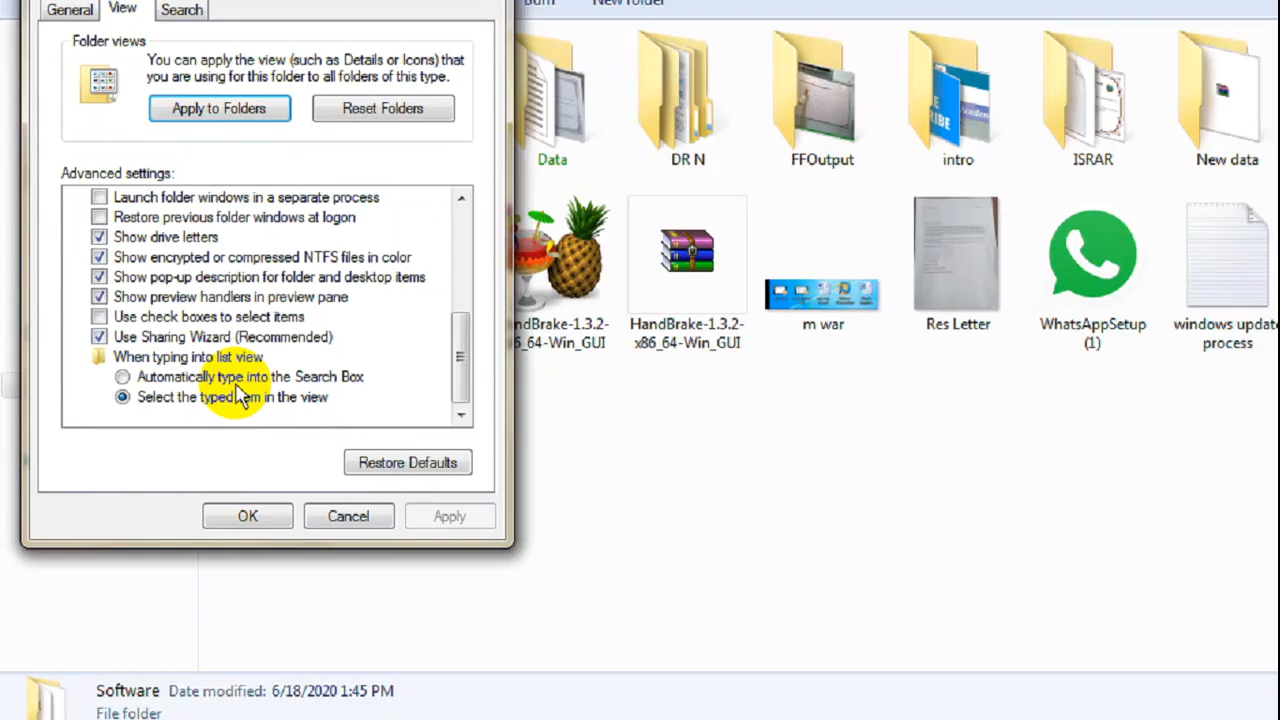 General
View
Search
New folder
Folder views
You can apply the view (such as Details or Icons) that
you are using for this folder to all folders of this type.
Apply to Folders
Reset Folders
Advanced settings:
Launch folder windows in a separate process
Restore previous folder windows at logon
Show drive letters
Show encrypted or compressed NTFS files in color
Show pop-up description for folder and desktop items
Show preview handlers in preview pane
Use check boxes to select items
Use Sharing Wizard (Recommended)
When typing into list view
Automatically type into the Search Box
Select the typed item in the view
Restore Defaults
OK
Cancel
Apply
Data
DR N
FFOutput
intro
ISRAR
New data
ndBrake-1.3.2-
6_64-Win_GUI
HandBrake-1.3.2-
x86_64-Win_GUI
m war
Res Letter
WhatsAppSetup
(1)
windows update
process
Software
Date modified: 6/18/2020 1:45 PM
File folder